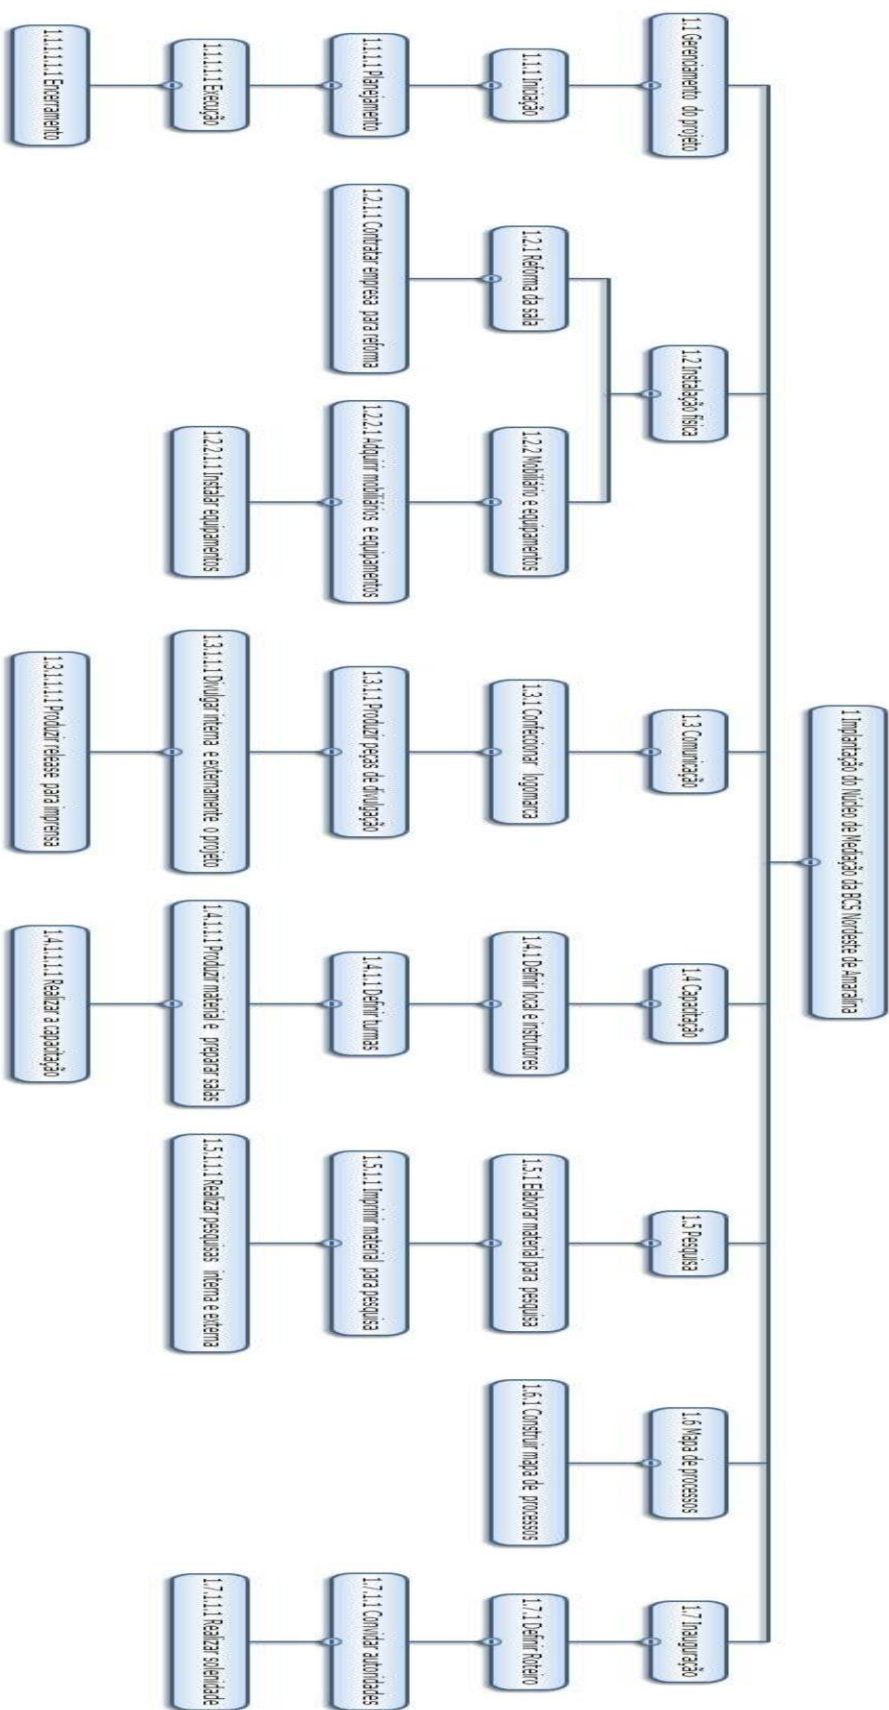 1 Implantação do Núcleo de Mediação da BCS Nordeste de Amaralina
1.1 Gerenciamento do projeto
1.1.1 Iniciação
1.1.1.1 Planejamento
1.1.1.1.1 Execução
1.1.1.1.1.1 Encerramento
1.2 Instalação física
1.2.1 Reforma da sala
1.2.1.1 Contratar empresa para reforma
1.2.2 Mobiliário e equipamentos
1.2.2.1 Adquirir mobiliários e equipamentos
1.2.2.1.1 Instalar equipamentos
1.3 Comunicação
1.3.1 Confeccionar logomarca
1.3.1.1 Produzir peças de divulgação
1.3.1.1.1 Divulgar interna e externamente o projeto
1.3.1.1.1.1 Produzir release para imprensa
1.4 Capacitação
1.4.1 Definir local e instrutores
1.4.1.1 Definir turmas
1.4.1.1.1 Produzir material e preparar salas
1.4.1.1.1.1 Realizar a capacitação
1.5 Pesquisa
1.5.1 Elaborar material para pesquisa
1.5.1.1 Imprimir material para pesquisa
1.5.1.1.1 Realizar pesquisas interna e externa
1.6 Mapa de processos
1.6.1 Construir mapa de processos
1.7 Inauguração
1.7.1 Definir Roteiro
1.7.1.1 Convidar autoridades
1.7.1.1.1 Realizar solenidade